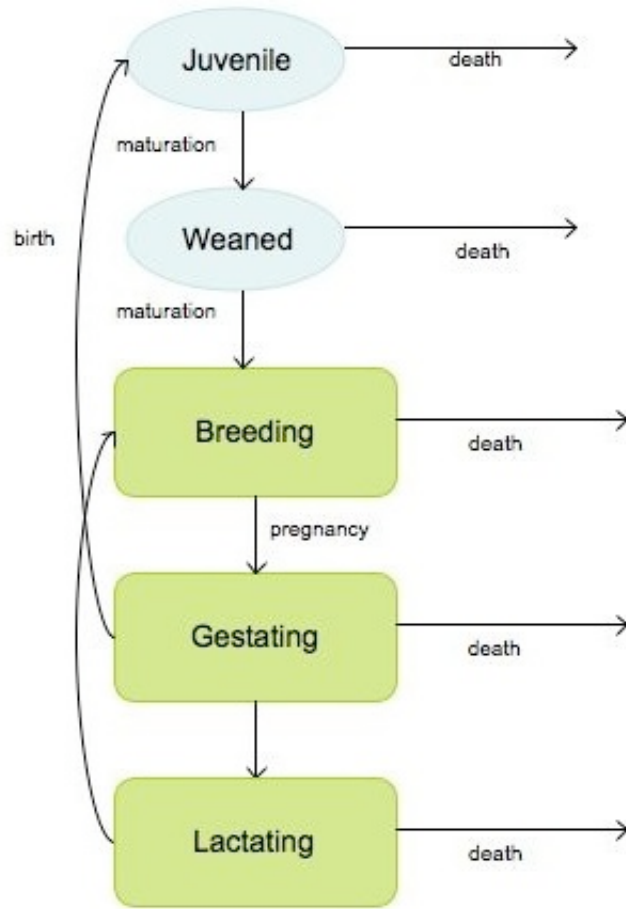 Juvenile
death
maturation
Weaned
birth
death
maturation
Breeding
death
pregnancy
Gestating
death
Lactating
death